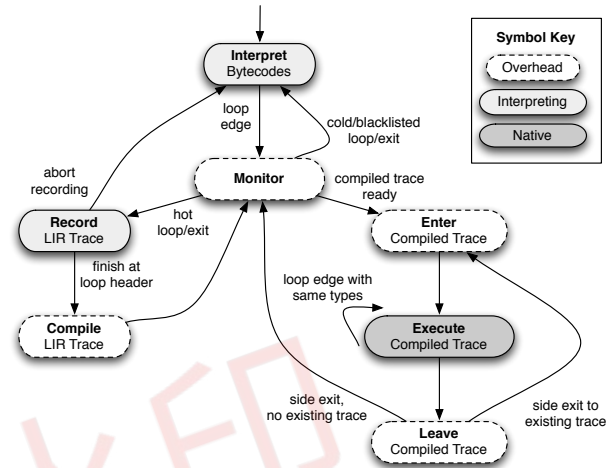 Symbol Key
Overhead
Interpreting
Native
Interpret
Bytecodes
loop
edge
cold/blacklisted
loop/exit
abort
recording
Monitor
compiled trace
ready
hot
loop/exit
Record
LIR Trace
Enter
Compiled Trace
finish at
loop header
loop edge with
same types
Compile
LIR Trace
Execute
Compiled Trace
side exit,
no existing trace
side exit to
existing trace
Leave
Compiled Trace
印